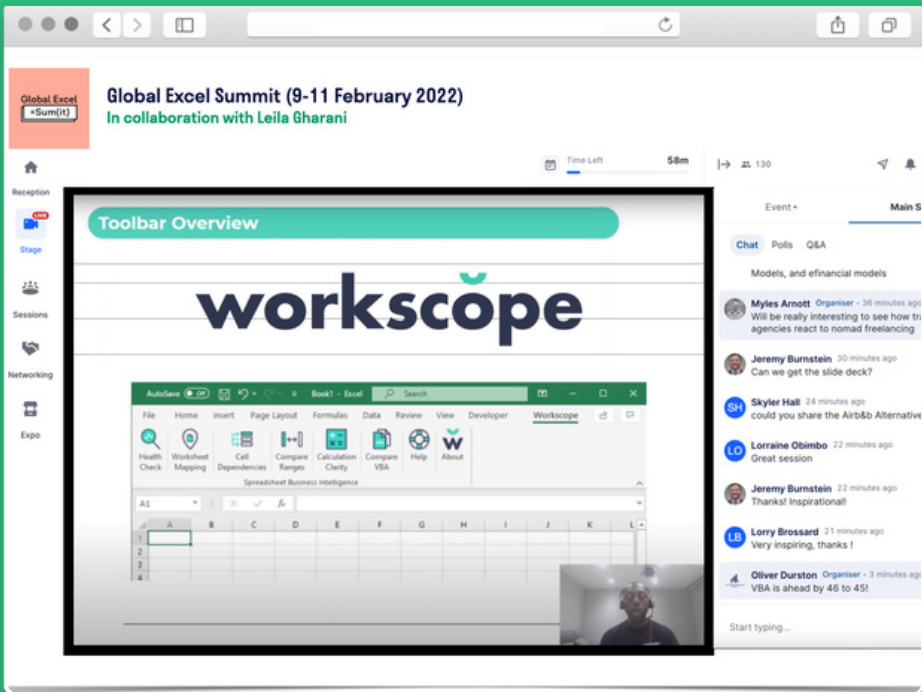 Global Excel
=Sum(it)
Global Excel Summit (9-11 February 2022)
In collaboration with Leila Gharani
Time Left
58m
130
Reception
LIVE
Stage
Sessions
Networking
Expo
Toolbar Overview
workscope
AutoSave Off
Book1 - Excel
Search
File Home Insert Page Layout Formulas Data Review View Developer Workscope
Health Check
Worksheet Mapping
Cell Dependencies
Compare Ranges
Calculation Clarity
Compare VBA
Help
About
Spreadsheet Business Intelligence
A1
fx
A B C D E F G H I J K L
1
2
3
4
Event
Main S
Chat Polls Q&A
Models, and efinancial models
Myles Arnott Organiser - 36 minutes ago
Will be really interesting to see how tra
agencies react to nomad freelancing
Jeremy Burnstein 30 minutes ago
Can we get the slide deck?
SH
Skyler Hall 24 minutes ago
could you share the Airb&b Alternative
LO
Lorraine Obimbo 22 minutes ago
Great session
Jeremy Burnstein 22 minutes ago
Thanks! Inspirational!
LB
Lorry Brossard 21 minutes ago
Very inspiring, thanks !
Oliver Durston Organiser - 3 minutes ago
VBA is ahead by 46 to 45!
Start typing...